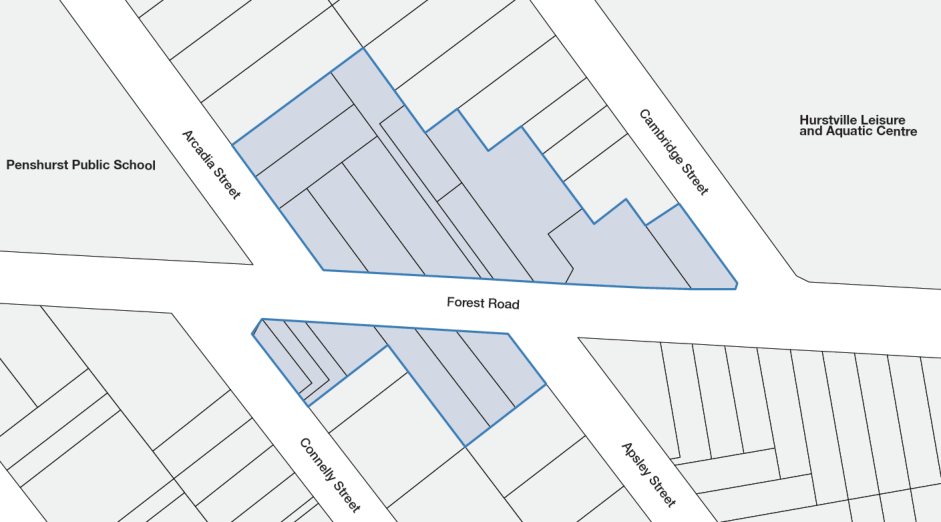 Hurstville Leisure
and Aquatic Centre
Cambridge Street
Arcadia Street
Penshurst Public School
Forest Road
Connelly Street
Apsley Street